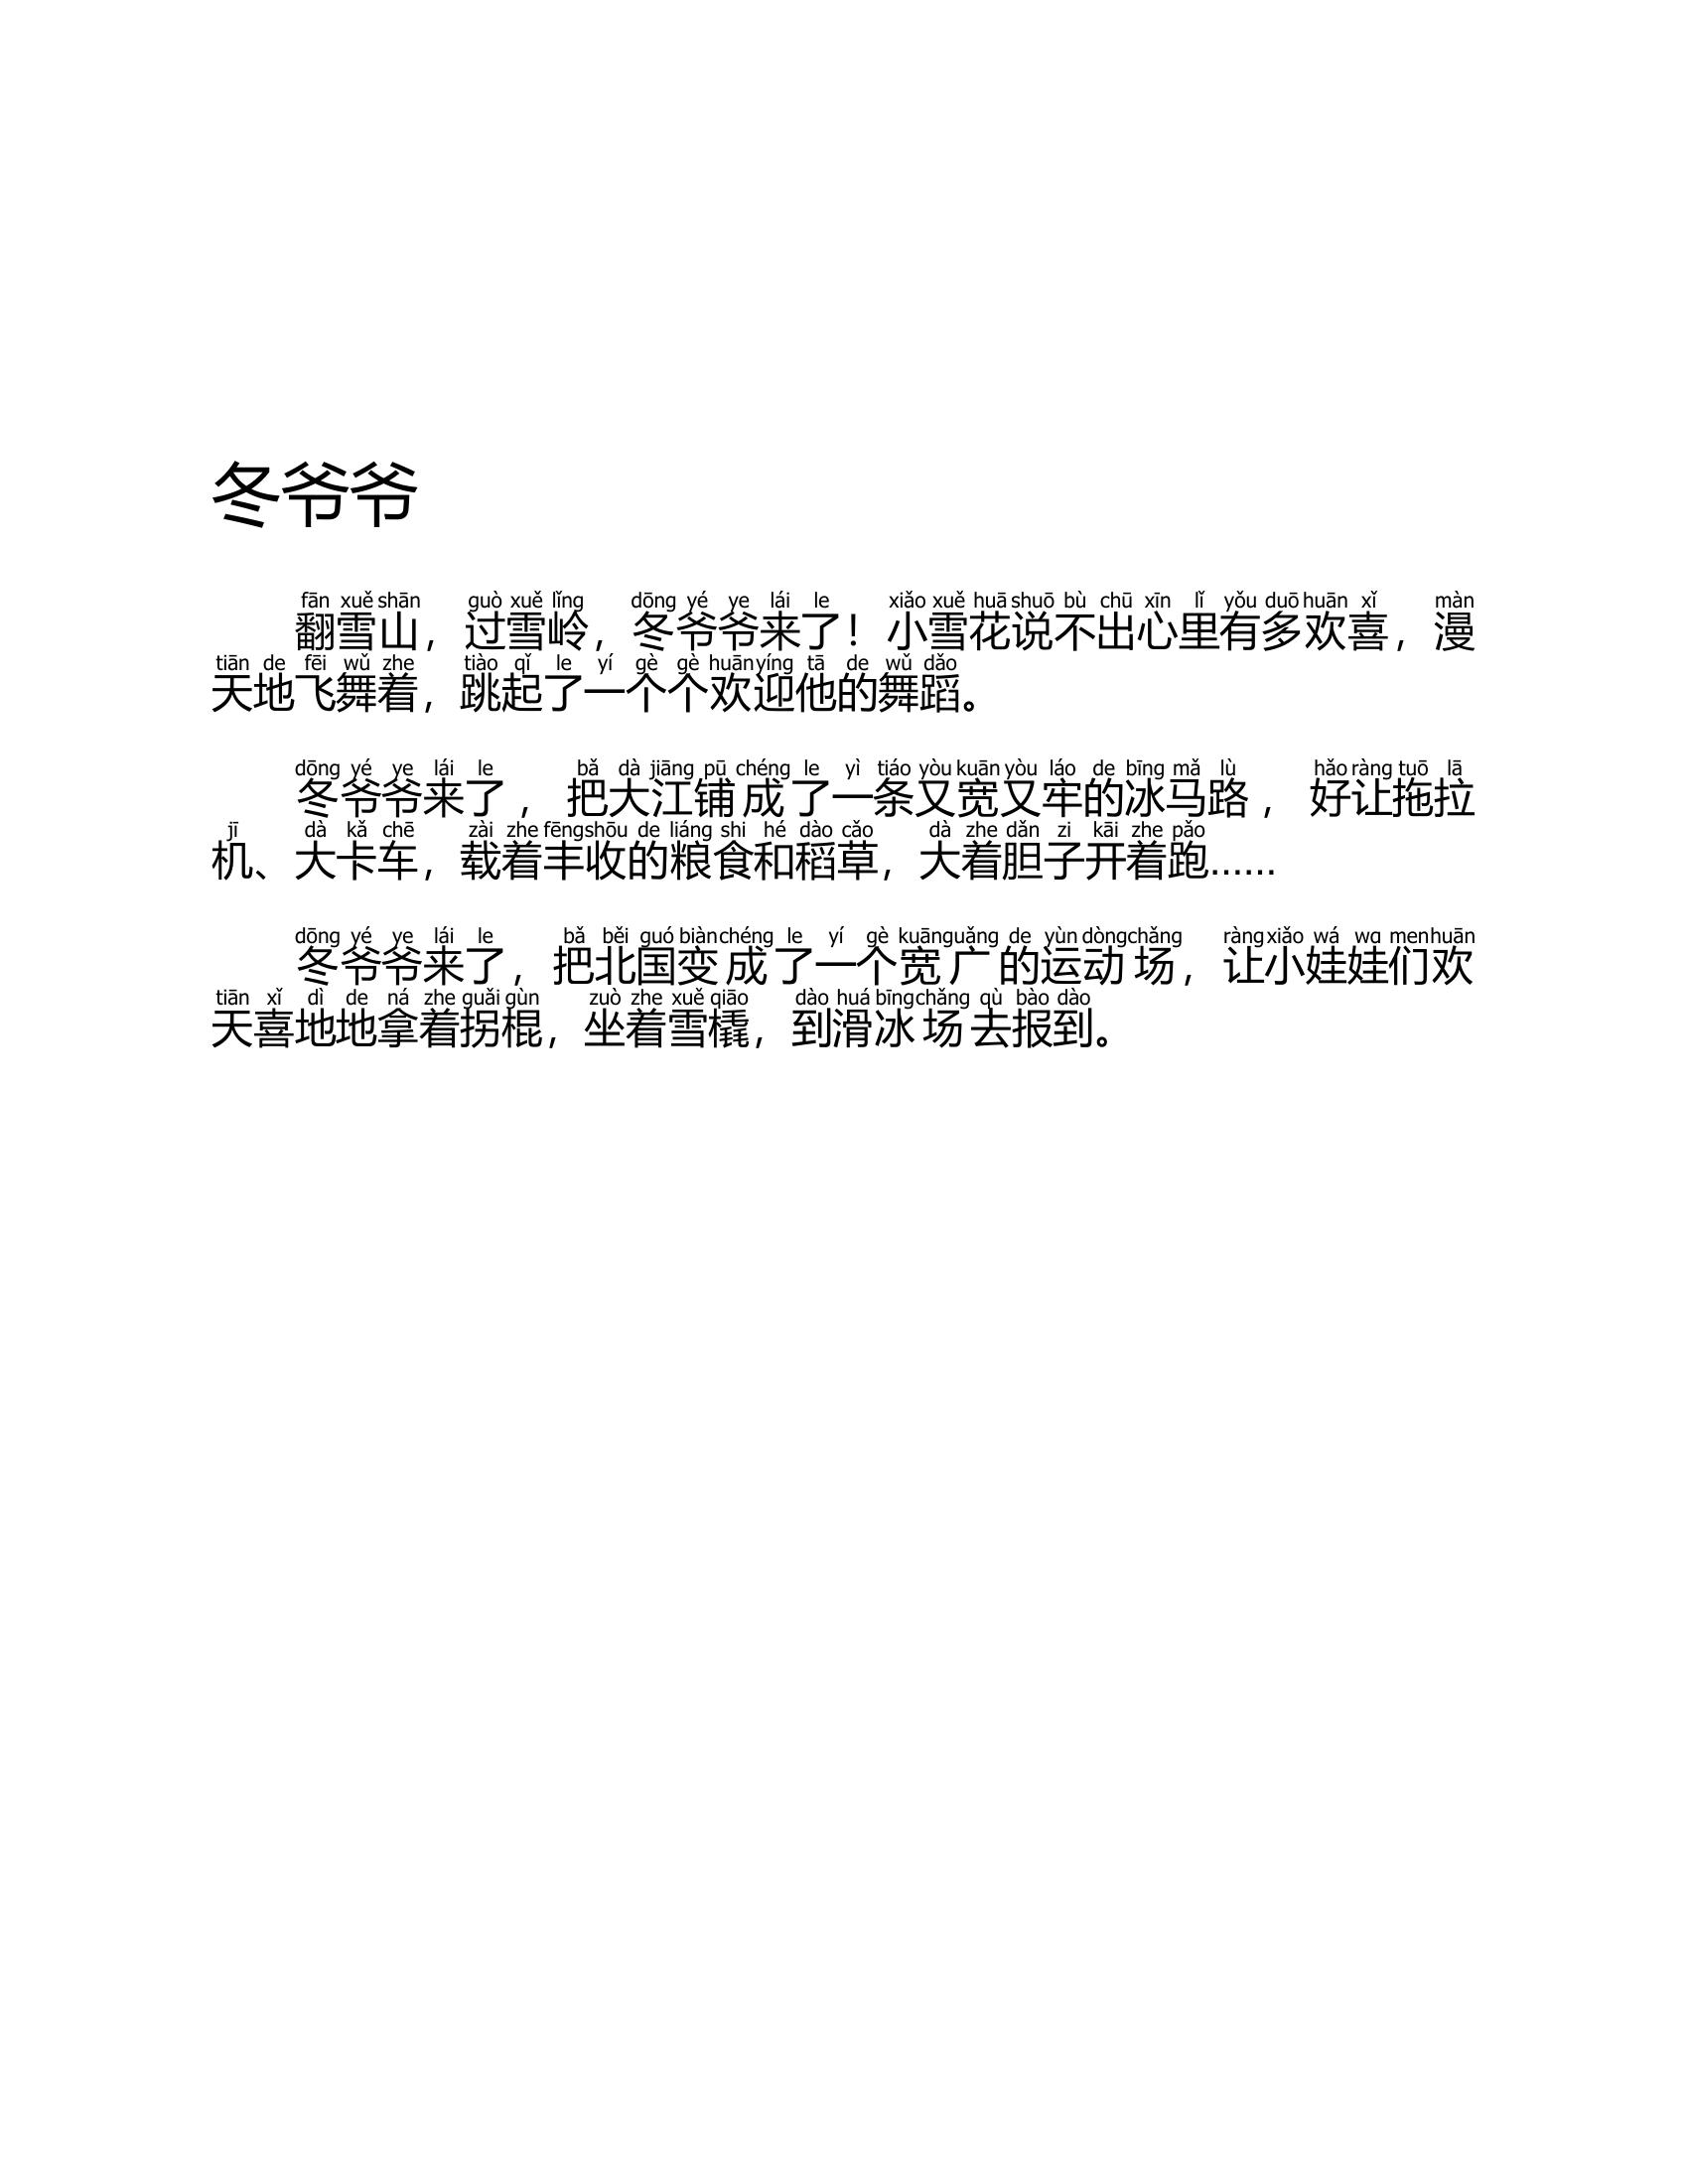 冬爷爷
fān xuě shān guò xuě lǐng dōng yé ye lái le xiǎo xuě huā shuō bù chū xīn lǐ yǒu duō huān xǐ màn
翻雪山，过雪岭，冬爷爷来了！小雪花说不出心里有多欢喜，漫
tiān de fēi wǔ zhe tiào qǐ le yí gè gè huān yíng tā de wǔ dǎo
天地飞舞着，跳起了一个个欢迎他的舞蹈。
dōng yé ye lái le bǎ dà jiāng pū chéng le yì tiáo yòu kuān yòu láo de bīng mǎ lù hǎo ràng tuō lā
冬爷爷来了，把大江铺成了一条又宽又牢的冰马路，好让拖拉
jī dà kǎ chē zài zhe fēng shōu de liáng shi hé dào cǎo dà zhe dǎn zi kāi zhe pǎo
机、大卡车，载着丰收的粮食和稻草，大着胆子开着跑......
dōng yé ye lái le bǎ běi guó biàn chéng le yí gè kuān guǎng de yùn dòng chǎng ràng xiǎo wá wɑ men huān
冬爷爷来了，把北国变成了一个宽广的运动场，让小娃娃们欢
tiān xǐ dì de ná zhe guǎi gùn zuò zhe xuě qiāo dào huá bīng chǎng qù bào dào
天喜地地拿着拐棍，坐着雪橇，到滑冰场去报到。